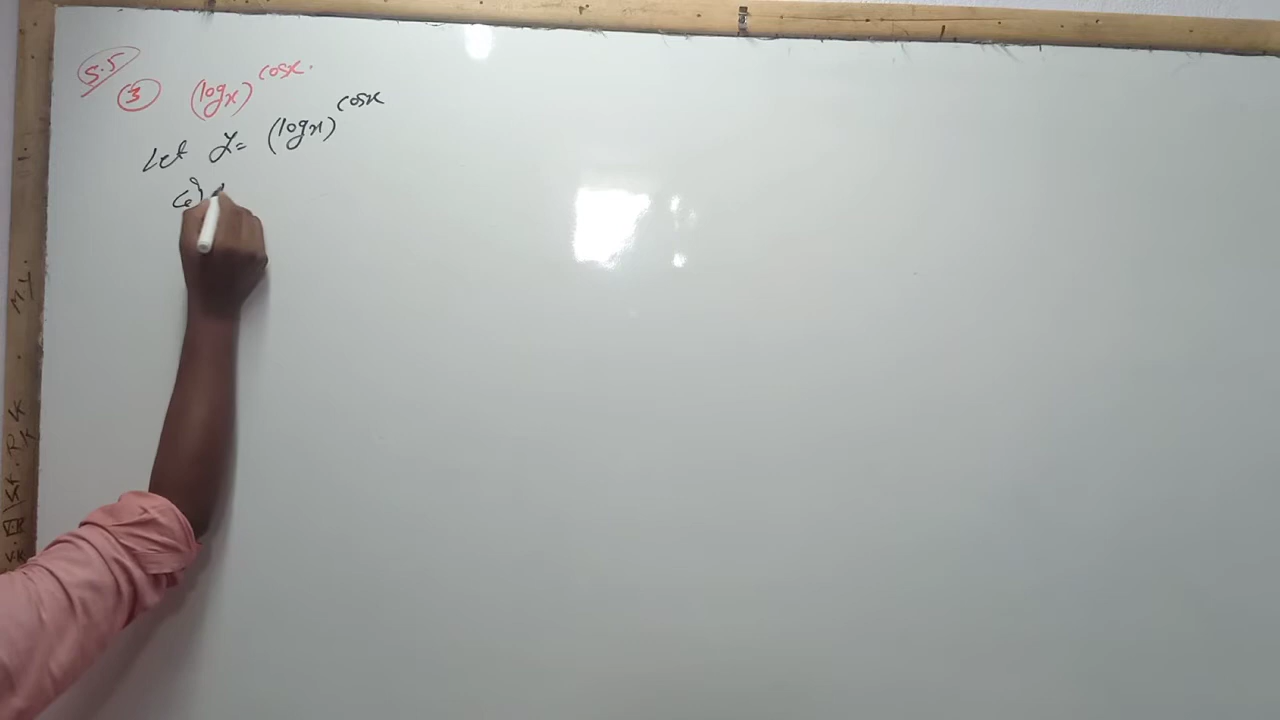 5.5
③ (logx)^cosx.
Let y = (logx)^cosx